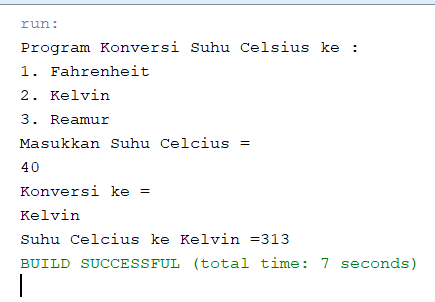 run:
Program Konversi Suhu Celsius ke :
1. Fahrenheit
2. Kelvin
3. Reamur
Masukkan Suhu Celcius =
40
Konversi ke =
Kelvin
Suhu Celcius ke Kelvin =313
BUILD SUCCESSFUL (total time: 7 seconds)